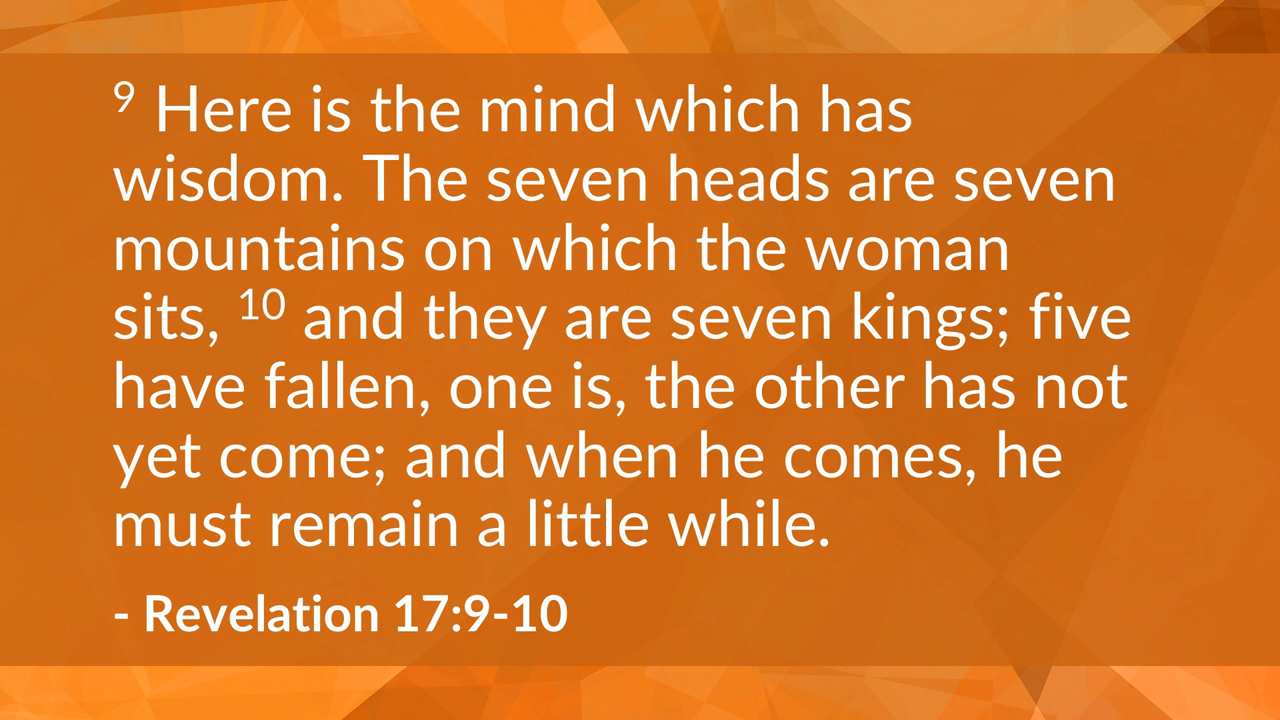 9 Here is the mind which has
wisdom. The seven heads are seven
mountains on which the woman
sits, 10 and they are seven kings; five
have fallen, one is, the other has not
yet come; and when he comes, he
must remain a little while.
- Revelation 17:9-10